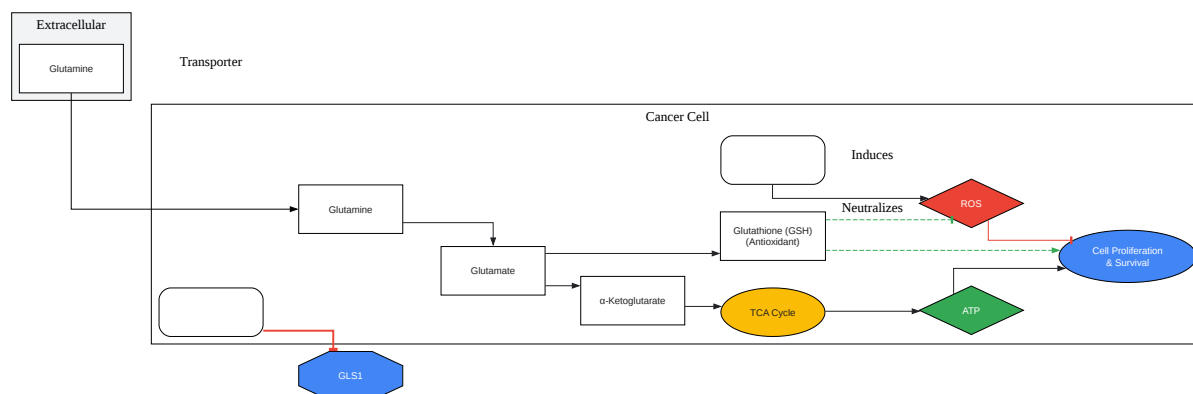 Extracellular
Glutamine
Transporter
Cancer Cell
Induces
Glutamine
ROS
Neutralizes
Glutathione (GSH)
(Antioxidant)
Cell Proliferation
& Survival
Glutamate
α-Ketoglutarate
TCA Cycle
ATP
GLS1